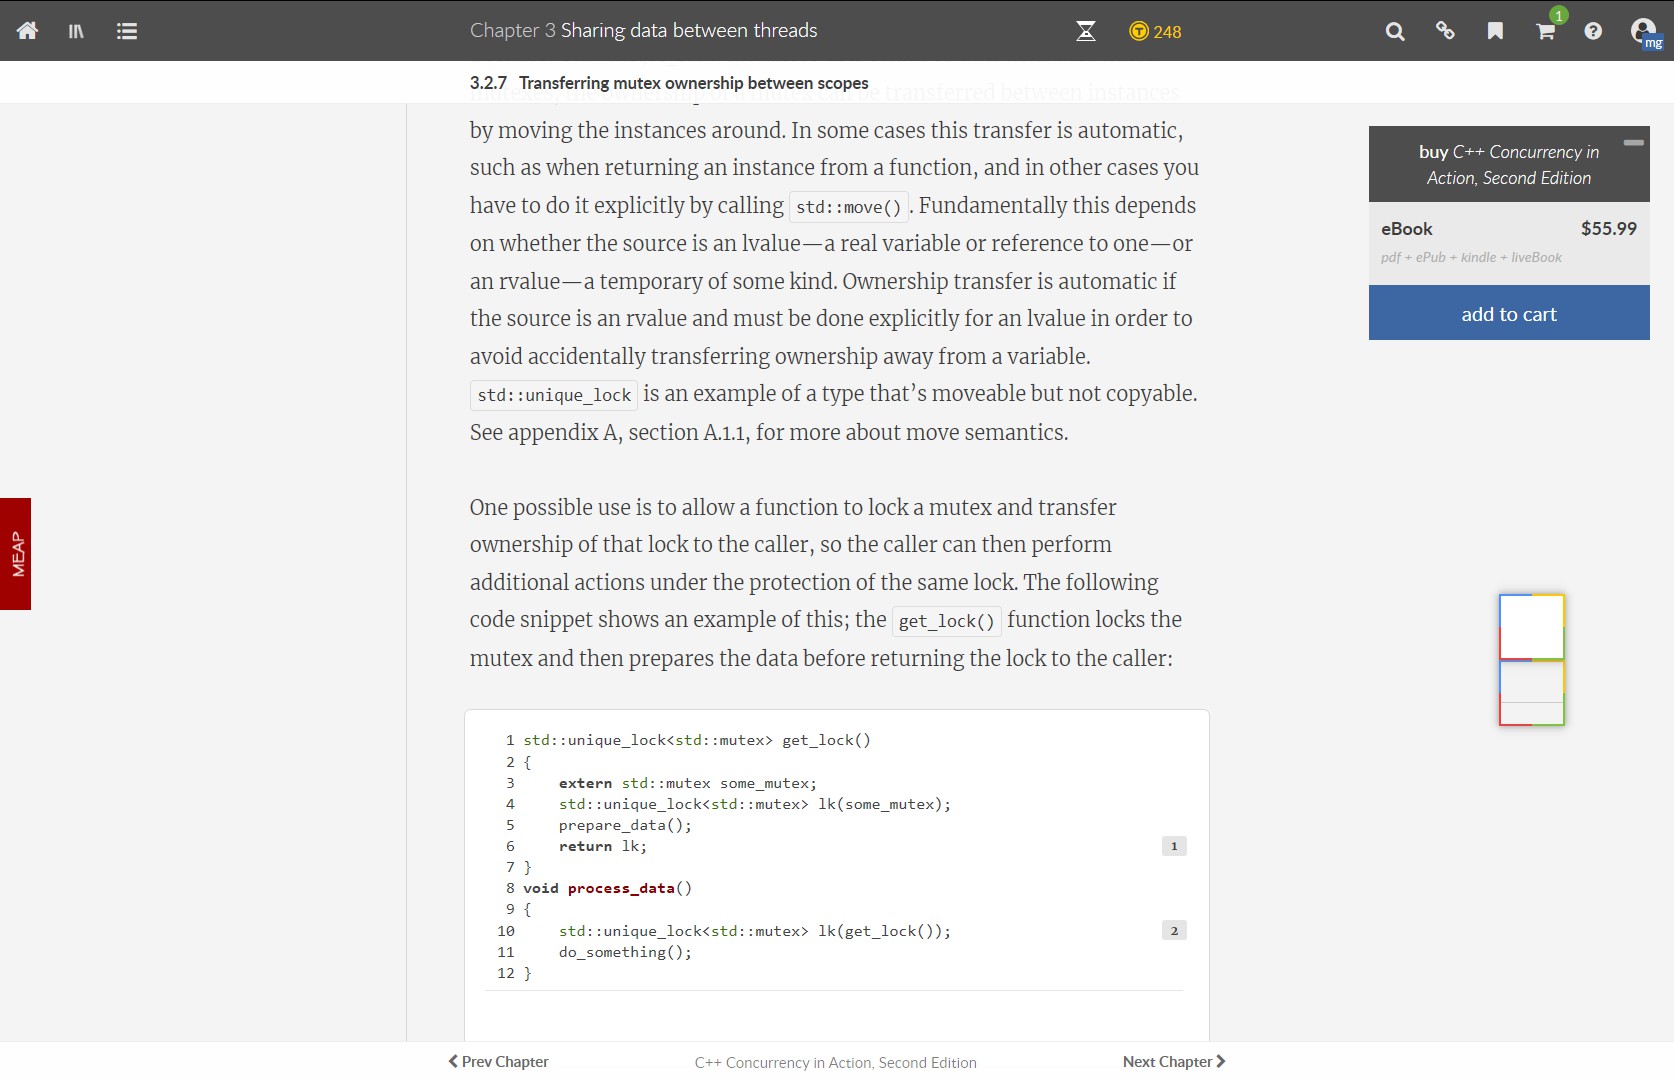 Chapter 3 Sharing data between threads
248
1
mg
3.2.7 Transferring mutex ownership between scopes
be transferred between instances
by moving the instances around. In some cases this transfer is automatic,
such as when returning an instance from a function, and in other cases you
have to do it explicitly by calling std::move() . Fundamentally this depends
on whether the source is an lvalue—a real variable or reference to one—or
an rvalue—a temporary of some kind. Ownership transfer is automatic if
the source is an rvalue and must be done explicitly for an lvalue in order to
avoid accidentally transferring ownership away from a variable.
std::unique_lock is an example of a type that’s moveable but not copyable.
See appendix A, section A.1.1, for more about move semantics.
One possible use is to allow a function to lock a mutex and transfer
ownership of that lock to the caller, so the caller can then perform
additional actions under the protection of the same lock. The following
code snippet shows an example of this; the get_lock() function locks the
mutex and then prepares the data before returning the lock to the caller:
1 std::unique_lock<std::mutex> get_lock()
2 {
3 extern std::mutex some_mutex;
4 std::unique_lock<std::mutex> lk(some_mutex);
5 prepare_data();
6 return lk; 1
7 }
8 void process_data()
9 {
10 std::unique_lock<std::mutex> lk(get_lock()); 2
11 do_something();
12 }
buy C++ Concurrency in
Action, Second Edition
eBook $55.99
pdf + ePub + kindle + liveBook
add to cart
MEAP
Prev Chapter
C++ Concurrency in Action, Second Edition
Next Chapter